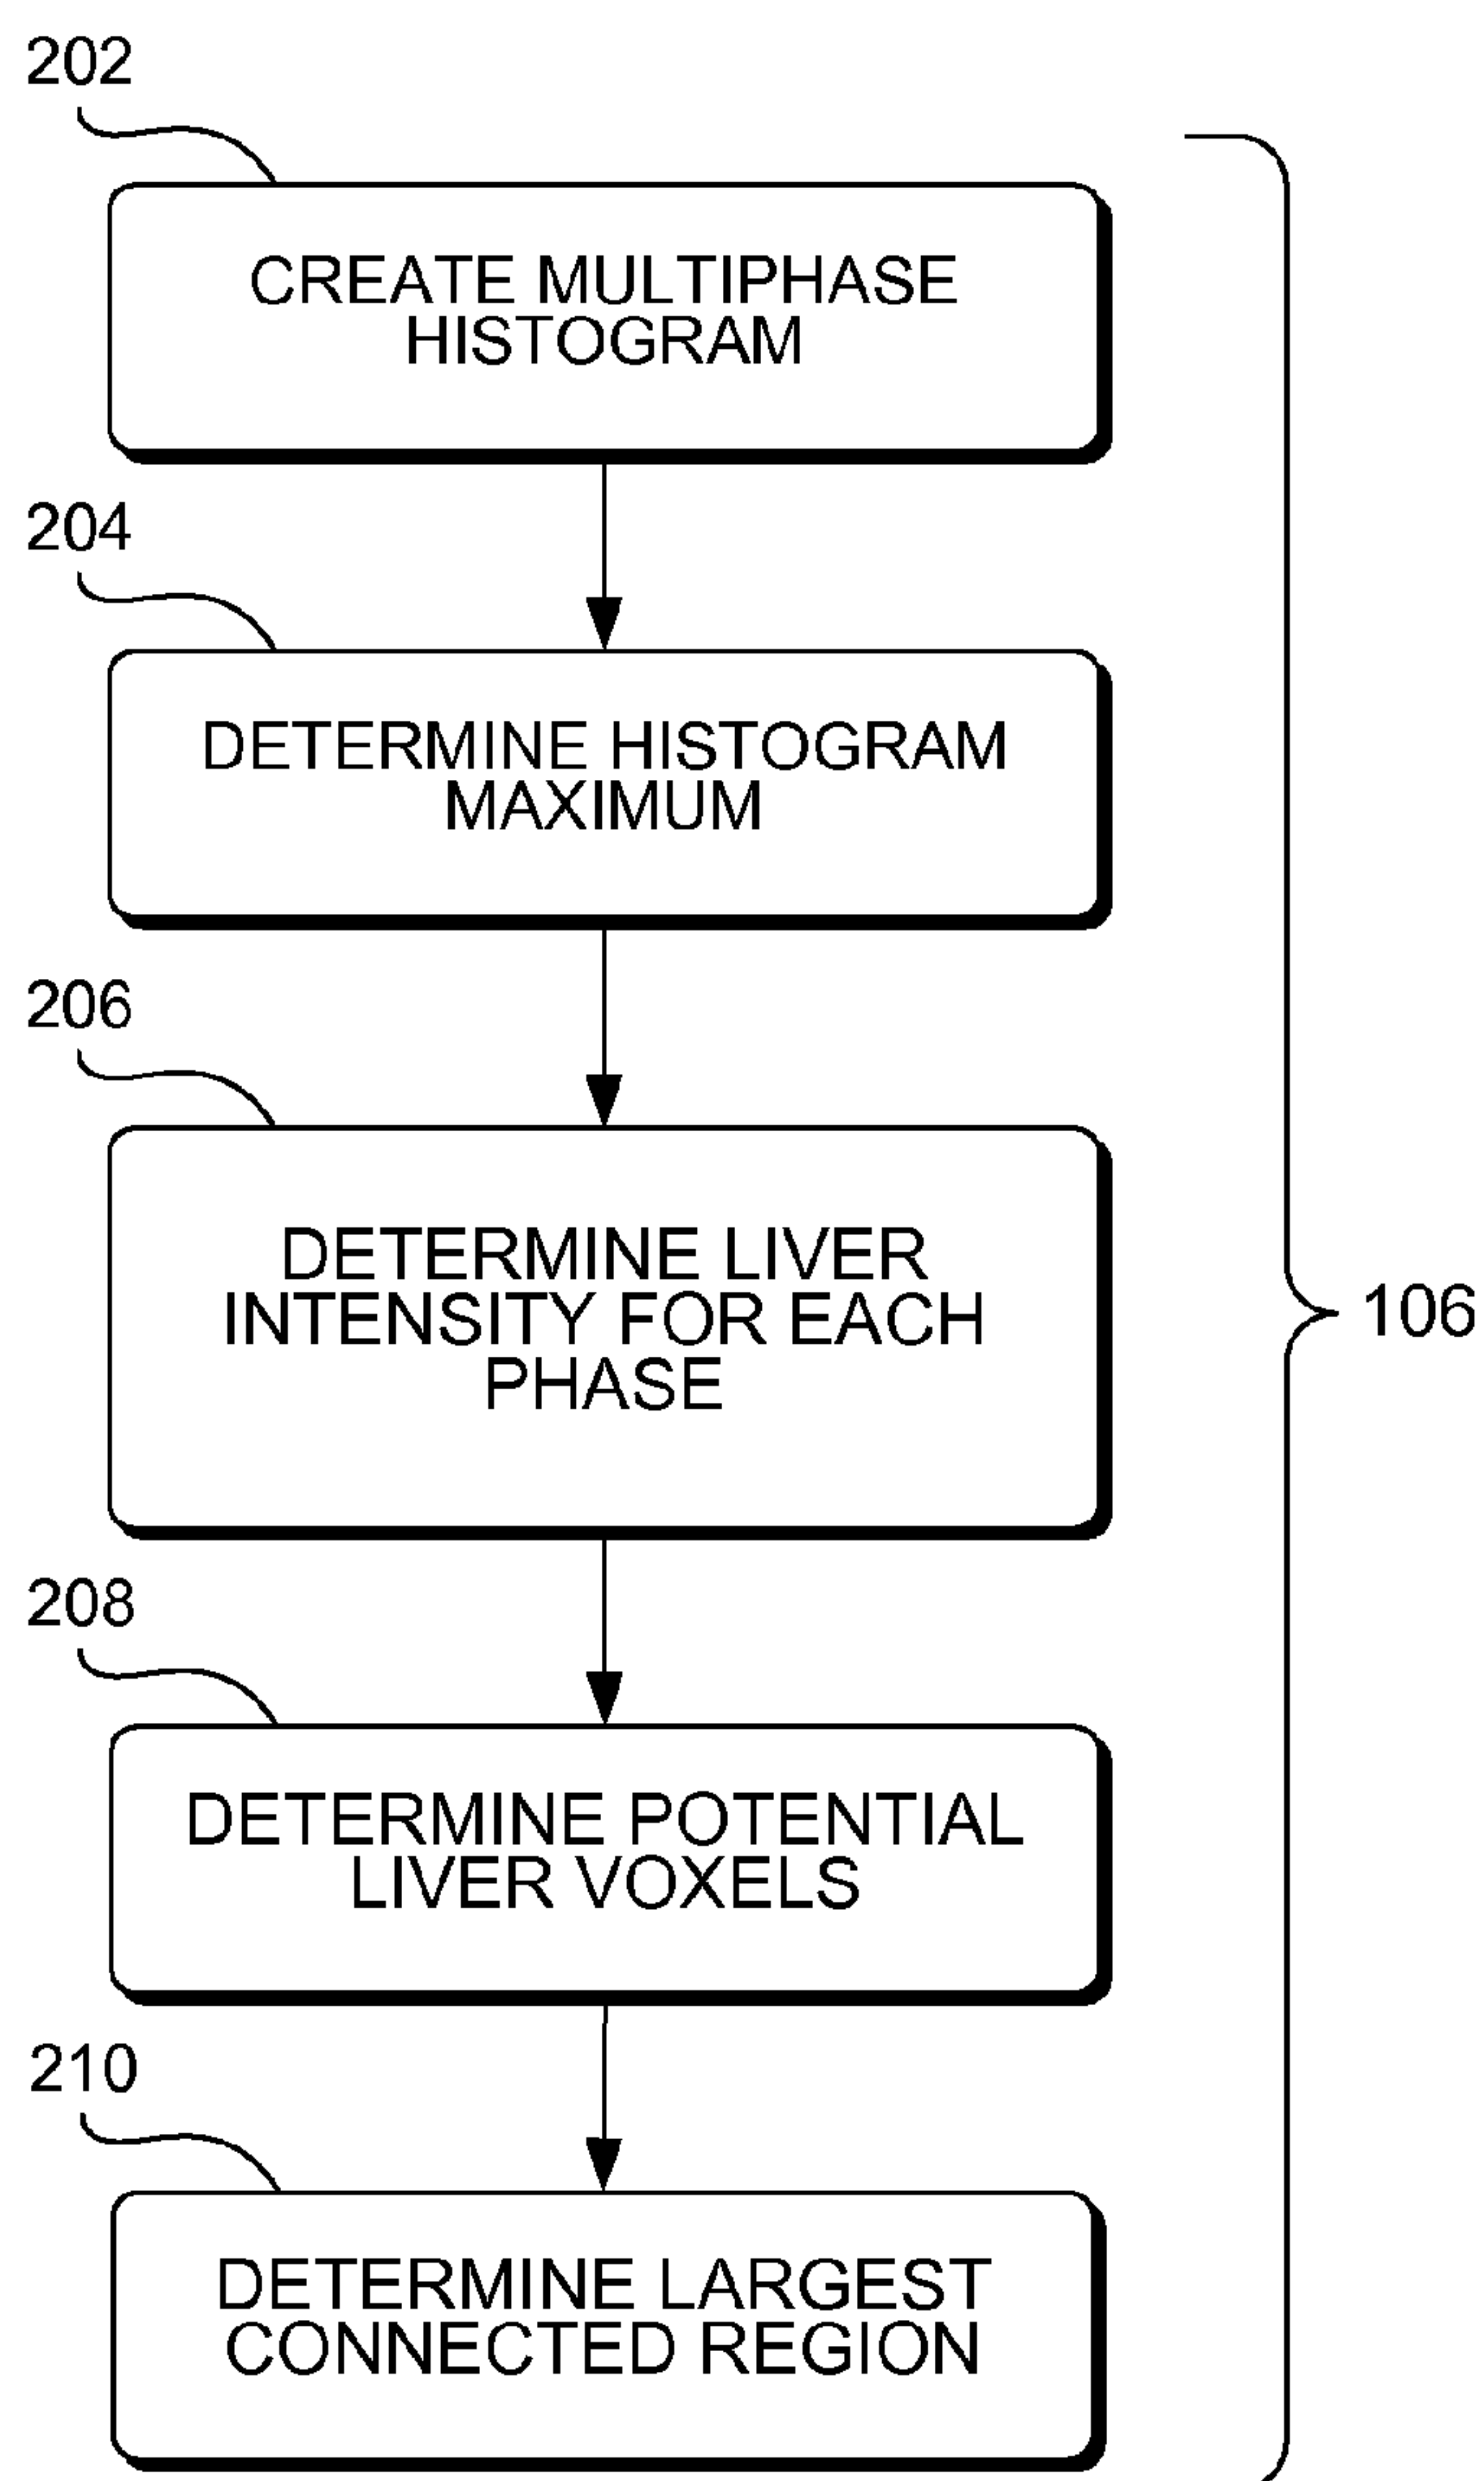 202
CREATE MULTIPHASE
HISTOGRAM
204
DETERMINE HISTOGRAM
MAXIMUM
206
DETERMINE LIVER
INTENSITY FOR EACH
PHASE
106
208
DETERMINE POTENTIAL
LIVER VOXELS
210
DETERMINE LARGEST
CONNECTED REGION